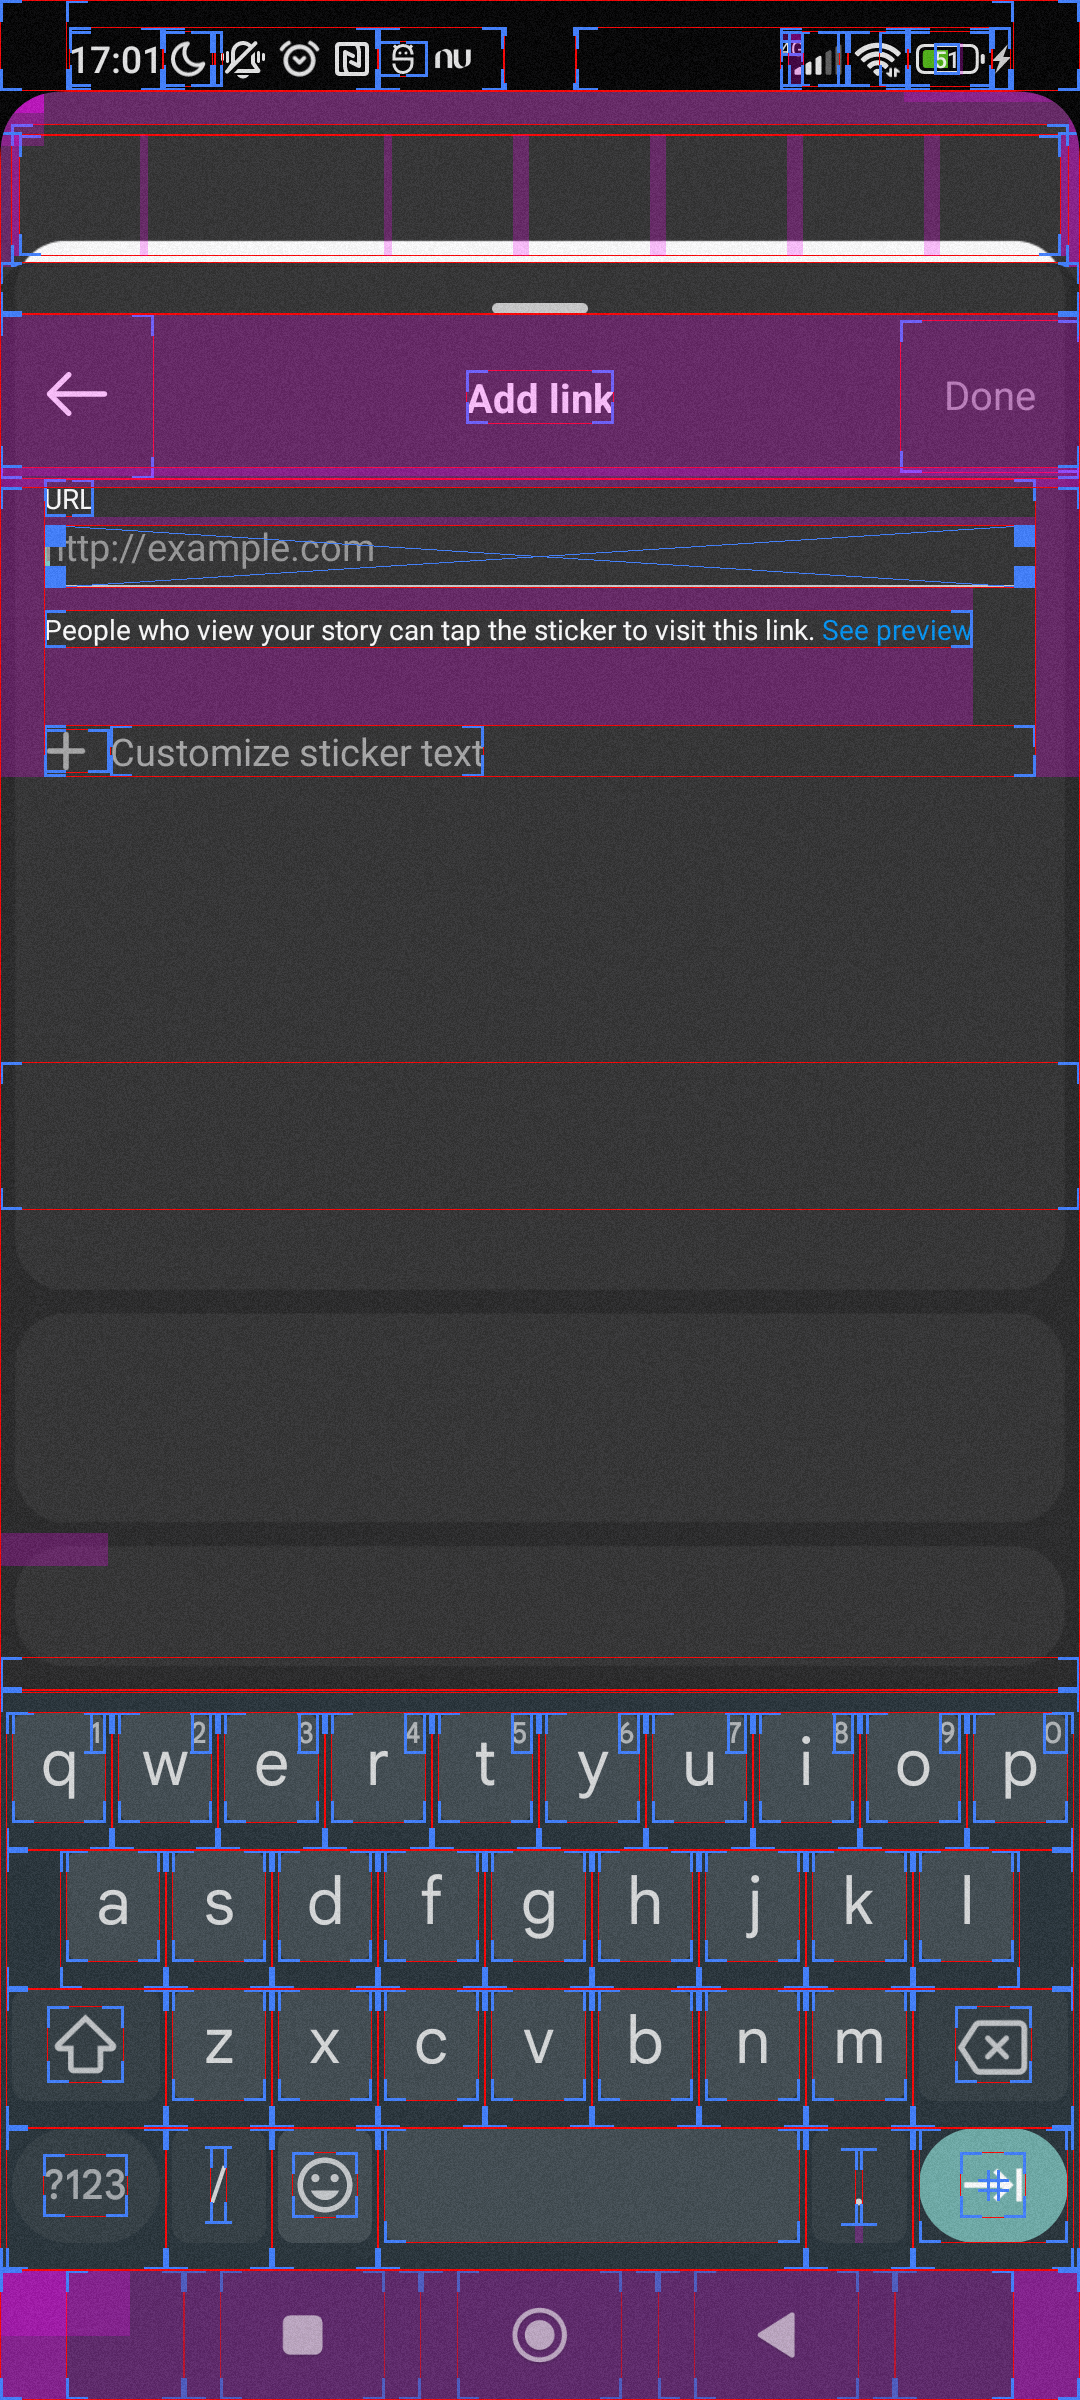 17:01 nu 4G 51
Add link
Done
URL
http://example.com
People who view your story can tap the sticker to visit this link. See preview
Customize sticker text
1 2 3 4 5 6 7 8 9 0
q w e r t y u i o p
a s d f g h j k l
z x c v b n m
?123 / .